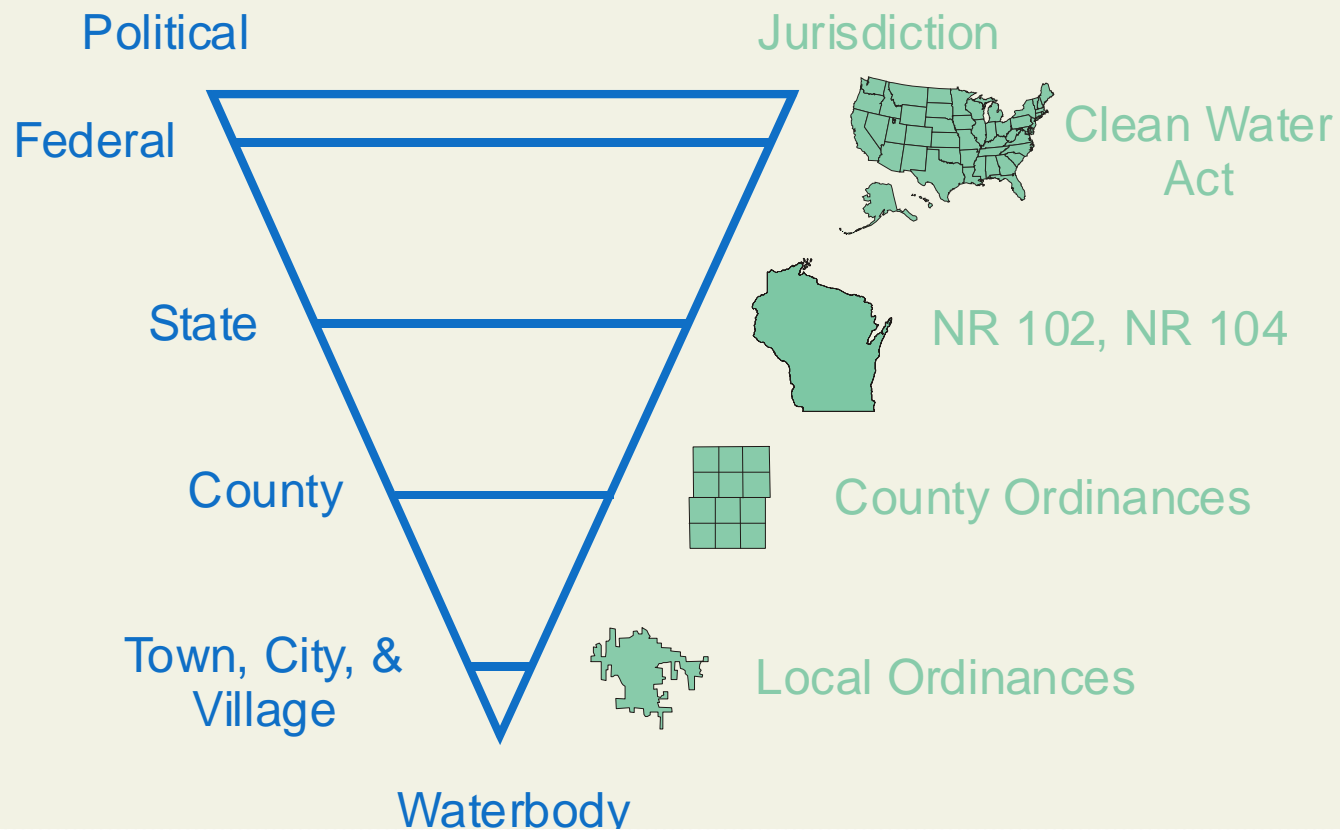 Political
Jurisdiction
Federal
Clean Water
Act
State
NR 102, NR 104
County
County Ordinances
Town, City, &
Village
Local Ordinances
Waterbody